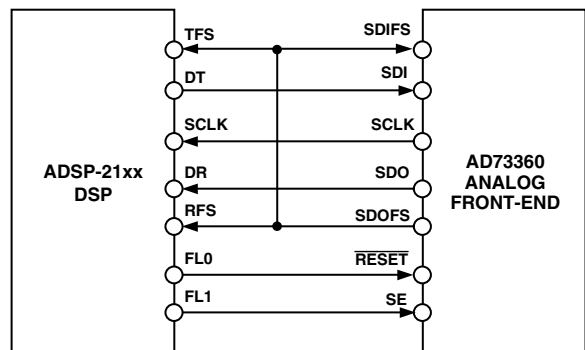 TFS SDIFS
DT SDI
SCLK SCLK
ADSP-21xx
DSP
DR SDO
AD73360
ANALOG
FRONT-END
RFS SDOFS
FL0 RESET
FL1 SE